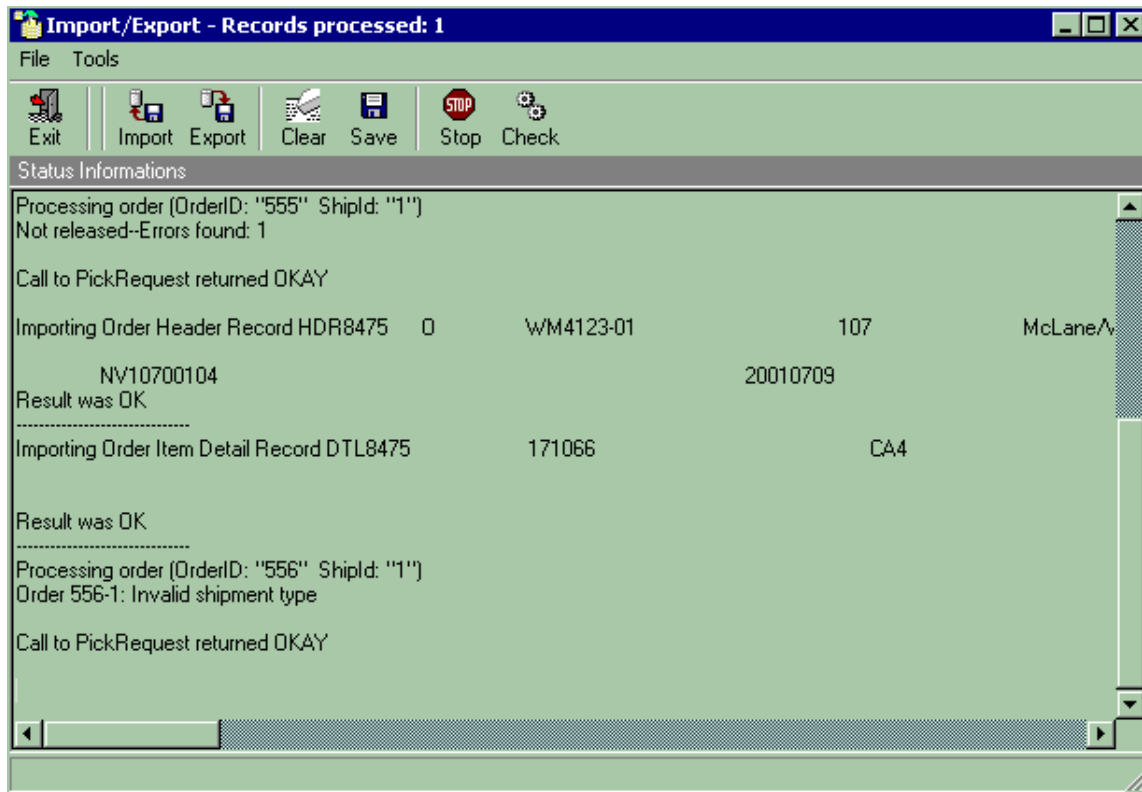 Import/Export - Records processed: 1
File Tools
Exit Import Export Clear Save STOP Stop Check
Status Informations
Processing order (OrderID: "555" ShipId: "1")
Not released--Errors found: 1
Call to PickRequest returned OKAY
Importing Order Header Record HDR8475 O WM4123-01 107 McLane/
NV10700104 20010709
Result was OK
-------------------------------
Importing Order Item Detail Record DTL8475 171066 CA4
Result was OK
-------------------------------
Processing order (OrderID: "556" ShipId: "1")
Order 556-1: Invalid shipment type
Call to PickRequest returned OKAY